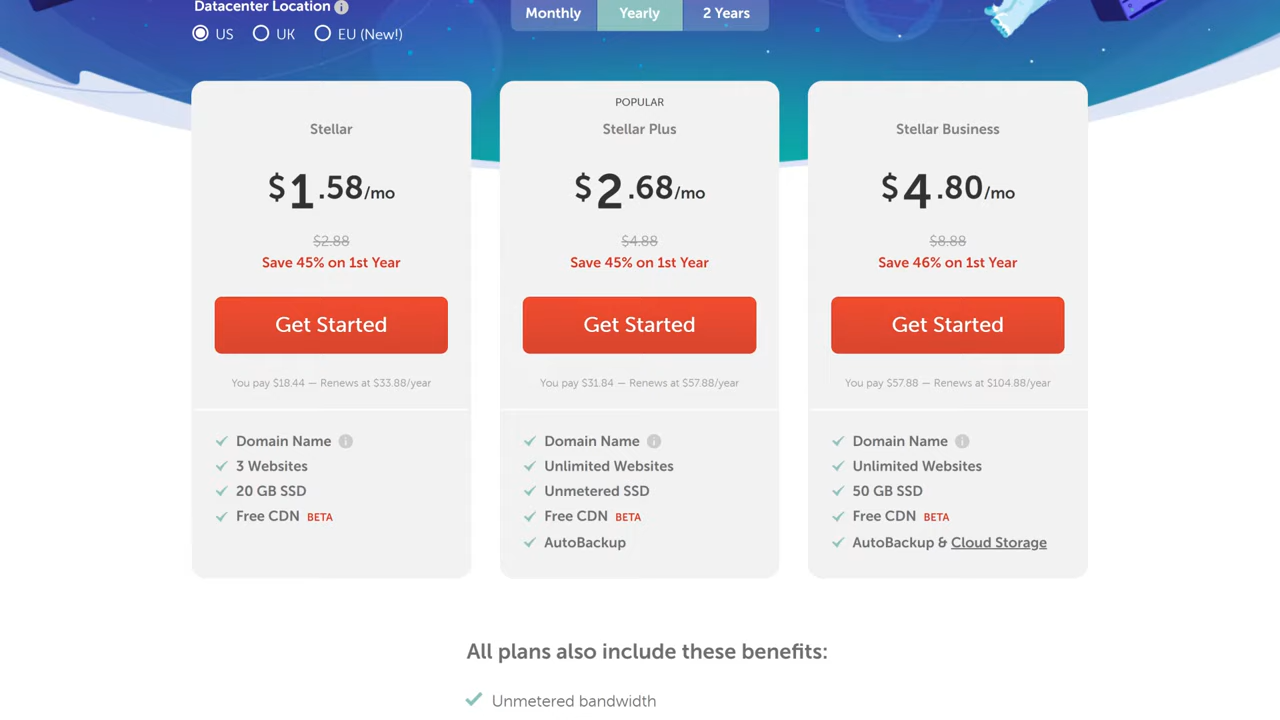 Datacenter Location
US UK EU (New!)
Monthly Yearly 2 Years
Stellar
$1.58/mo
$2.88
Save 45% on 1st Year
Get Started
You pay $18.44 — Renews at $33.88/year
Domain Name
3 Websites
20 GB SSD
Free CDN BETA
POPULAR
Stellar Plus
$2.68/mo
$4.88
Save 45% on 1st Year
Get Started
You pay $31.84 — Renews at $57.88/year
Domain Name
Unlimited Websites
Unmetered SSD
Free CDN BETA
AutoBackup
Stellar Business
$4.80/mo
$8.88
Save 46% on 1st Year
Get Started
You pay $57.88 — Renews at $104.88/year
Domain Name
Unlimited Websites
50 GB SSD
Free CDN BETA
AutoBackup & Cloud Storage
All plans also include these benefits:
Unmetered bandwidth